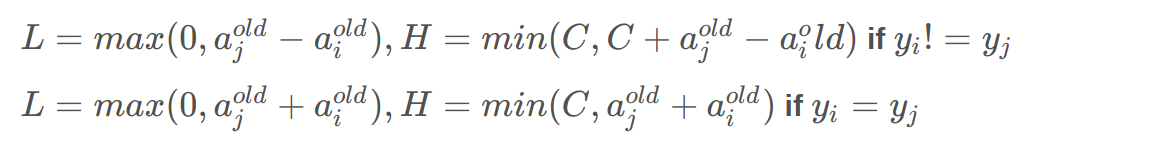 $L = max(0, a_j^{old} - a_i^{old}), H = min(C, C + a_j^{old} - a_i^old)$ if $y_i! = y_j$
$L = max(0, a_j^{old} + a_i^{old}), H = min(C, a_j^{old} + a_i^{old})$ if $y_i = y_j$